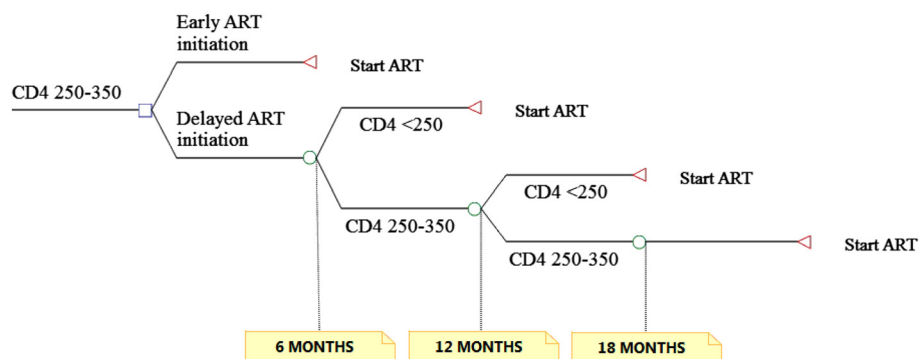 Early ART
initiation
Start ART
CD4 250-350
Delayed ART
initiation
CD4 <250
Start ART
CD4 250-350
CD4 <250
Start ART
CD4 250-350
Start ART
6 MONTHS
12 MONTHS
18 MONTHS